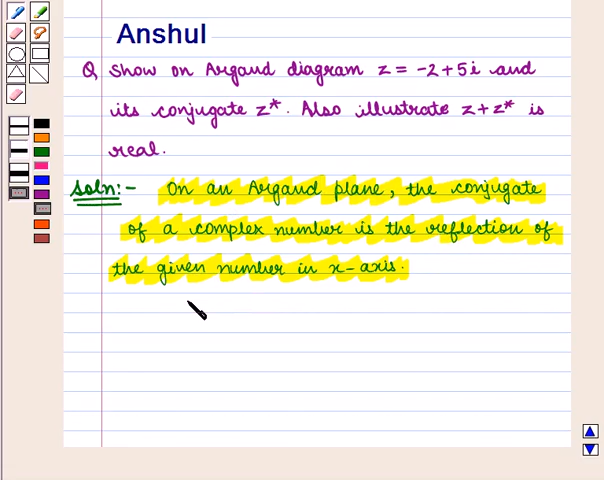 Anshul
Q Show on Argand diagram z = -2+5i and
its conjugate z*. Also illustrate z+z* is
real.
Soln:- On an Argand plane, the conjugate
of a complex number is the reflection of
the given number in x-axis.